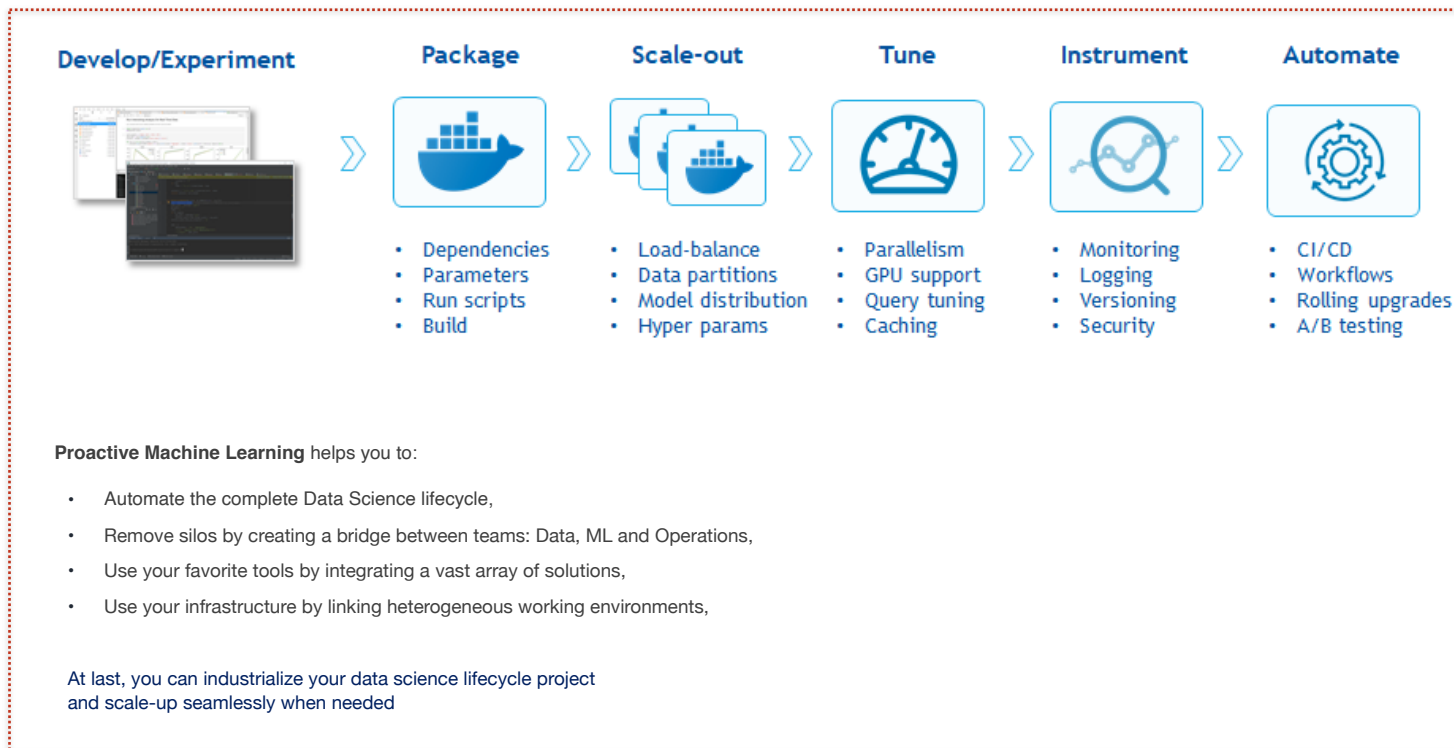 Develop/Experiment
Package
Scale-out
Tune
Instrument
Automate
• Dependencies
• Parameters
• Run scripts
• Build
• Load-balance
• Data partitions
• Model distribution
• Hyper params
• Parallelism
• GPU support
• Query tuning
• Caching
• Monitoring
• Logging
• Versioning
• Security
• CI/CD
• Workflows
• Rolling upgrades
• A/B testing
Proactive Machine Learning helps you to:
• Automate the complete Data Science lifecycle,
• Remove silos by creating a bridge between teams: Data, ML and Operations,
• Use your favorite tools by integrating a vast array of solutions,
• Use your infrastructure by linking heterogeneous working environments,
At last, you can industrialize your data science lifecycle project
and scale-up seamlessly when needed